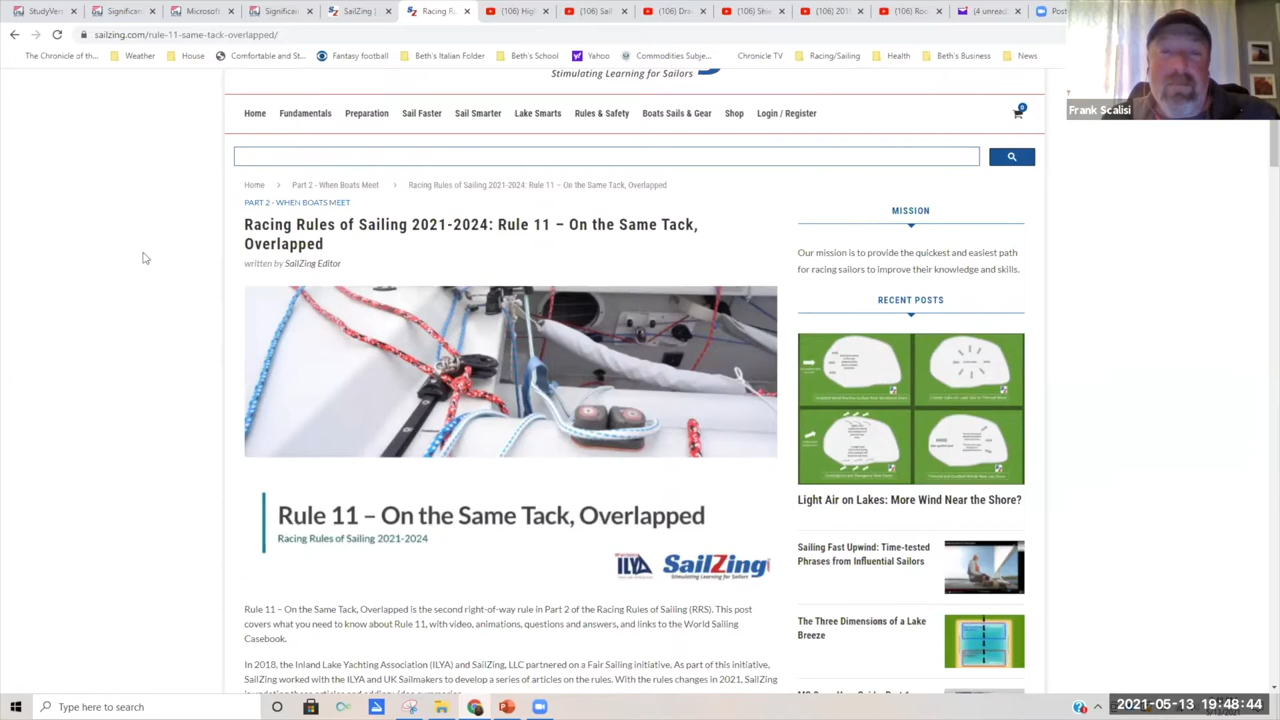 StudyVer
Significan
Microsof
Significan
SailZing
Racing Ru
(106) High
(106) Sail
(106) Dra
(106)
(106) 201
(106) Roo
(4 unread
Post
sailzing.com/rule-11-same-tack-overlapped/
The Chronicle of th...
Weather
House
Comfortable and St...
Fantasy football
Beth's Italian Folder
Beth's School
Yahoo
Commodities Subje...
Chronicle TV
Racing/Sailing
Health
Beth's Business
News
Frank Scalisi
Stimulating Learning for Sailors
Home Fundamentals Preparation Sail Faster Sail Smarter Lake Smarts Rules & Safety Boats Sails & Gear Shop Login / Register
0
Home > Part 2 - When Boats Meet > Racing Rules of Sailing 2021-2024: Rule 11 – On the Same Tack, Overlapped
PART 2 - WHEN BOATS MEET
Racing Rules of Sailing 2021-2024: Rule 11 – On the Same Tack,
Overlapped
written by SailZing Editor
Rule 11 – On the Same Tack, Overlapped
Racing Rules of Sailing 2021-2024
ILYA
SailZing
Stimulating Learning for Sailors
Rule 11 – On the Same Tack, Overlapped is the second right-of-way rule in Part 2 of the Racing Rules of Sailing (RRS). This post
covers what you need to know about Rule 11, with video, animations, questions and answers, and links to the World Sailing
Casebook.
In 2018, the Inland Lake Yachting Association (ILYA) and SailZing, LLC partnered on a Fair Sailing initiative. As part of this initiative,
SailZing worked with the ILYA and UK Sailmakers to develop a series of articles on the rules. With the rules changes in 2021, SailZing
MISSION
Our mission is to provide the quickest and easiest path
for racing sailors to improve their knowledge and skills.
RECENT POSTS
Light Air on Lakes: More Wind Near the Shore?
Sailing Fast Upwind: Time-tested
Phrases from Influential Sailors
The Three Dimensions of a Lake
Breeze
Type here to search
2021-05-13 19:48:44